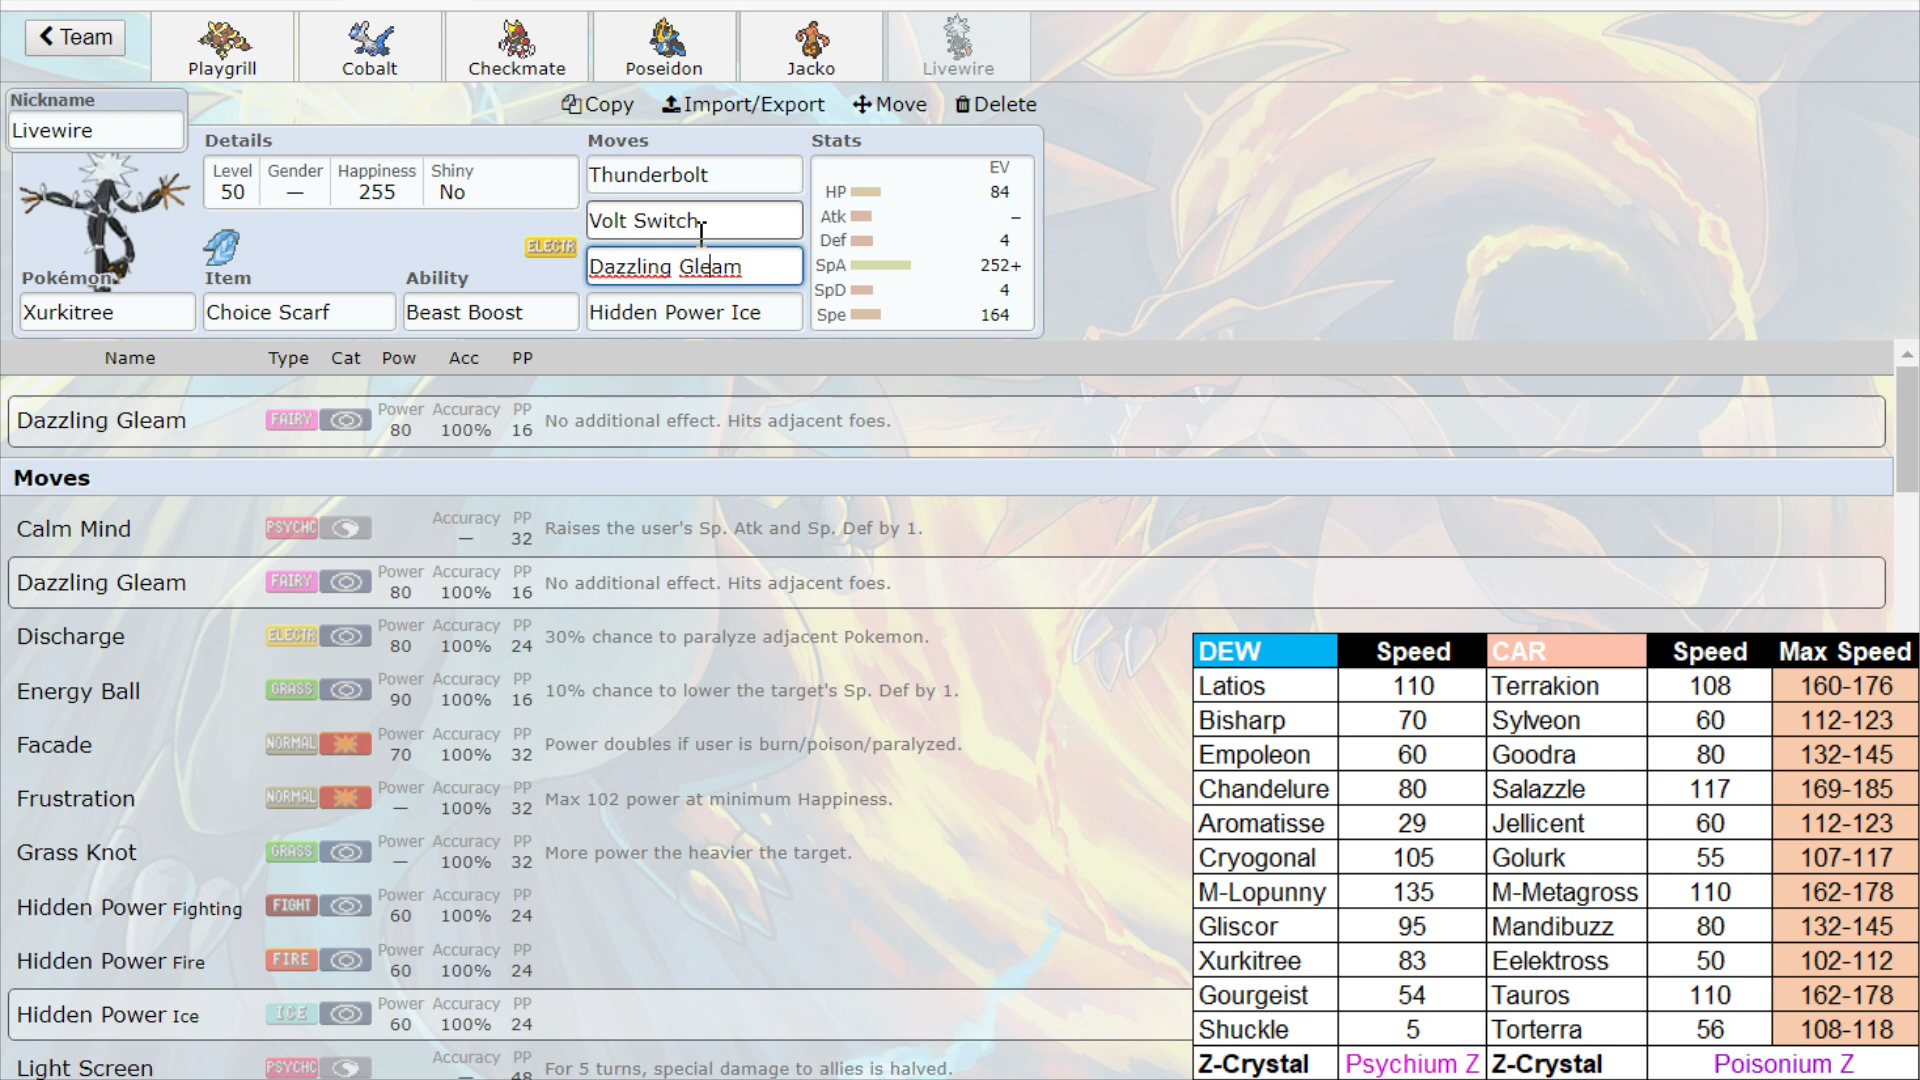 Team
Playgrill
Cobalt
Checkmate
Poseidon
Jacko
Livewire
Nickname
Livewire
Copy
Import/Export
Move
Delete
Details
Level
50
Gender
—
Happiness
255
Shiny
No
ELECTR
Pokémon
Xurkitree
Item
Choice Scarf
Ability
Beast Boost
Moves
Thunderbolt
Volt Switch
Dazzling Gleam
Hidden Power Ice
Stats
EV
HP 84
Atk –
Def 4
SpA 252+
SpD 4
Spe 164
Name Type Cat Pow Acc PP
Dazzling Gleam FAIRY Power 80 Accuracy 100% PP 16 No additional effect. Hits adjacent foes.
Moves
Calm Mind PSYCHC Accuracy — PP 32 Raises the user's Sp. Atk and Sp. Def by 1.
Dazzling Gleam FAIRY Power 80 Accuracy 100% PP 16 No additional effect. Hits adjacent foes.
Discharge ELECTR Power 80 Accuracy 100% PP 24 30% chance to paralyze adjacent Pokemon.
Energy Ball GRASS Power 90 Accuracy 100% PP 16 10% chance to lower the target's Sp. Def by 1.
Facade NORMAL Power 70 Accuracy 100% PP 32 Power doubles if user is burn/poison/paralyzed.
Frustration NORMAL Power — Accuracy 100% PP 32 Max 102 power at minimum Happiness.
Grass Knot GRASS Power — Accuracy 100% PP 32 More power the heavier the target.
Hidden Power Fighting FIGHT Power 60 Accuracy 100% PP 24
Hidden Power Fire FIRE Power 60 Accuracy 100% PP 24
Hidden Power Ice ICE Power 60 Accuracy 100% PP 24
Light Screen PSYCHC Accuracy — PP 48 For 5 turns, special damage to allies is halved.
DEW Speed CAR Speed Max Speed
Latios 110 Terrakion 108 160-176
Bisharp 70 Sylveon 60 112-123
Empoleon 60 Goodra 80 132-145
Chandelure 80 Salazzle 117 169-185
Aromatisse 29 Jellicent 60 112-123
Cryogonal 105 Golurk 55 107-117
M-Lopunny 135 M-Metagross 110 162-178
Gliscor 95 Mandibuzz 80 132-145
Xurkitree 83 Eelektross 50 102-112
Gourgeist 54 Tauros 110 162-178
Shuckle 5 Torterra 56 108-118
Z-Crystal Psychium Z Z-Crystal Poisonium Z